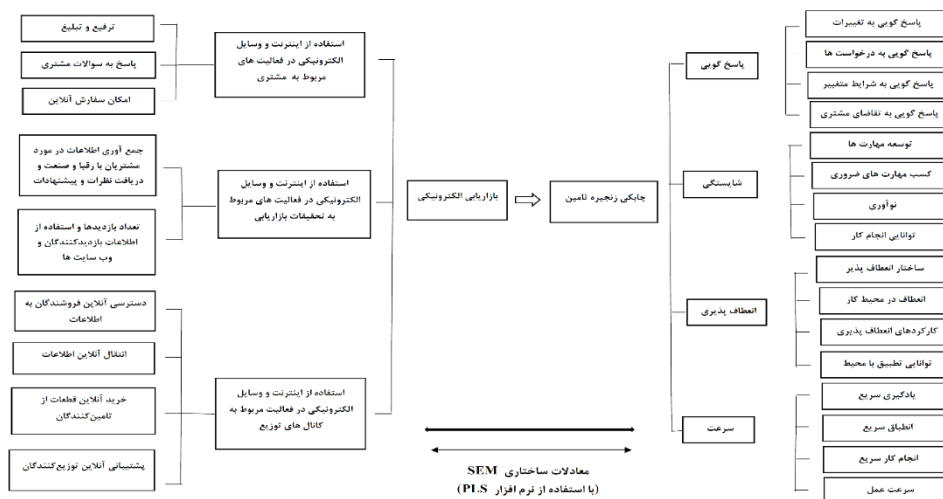 ترفیع و تبلیغ
پاسخ به سوالات مشتری
امکان سفارش آنلاین
استفاده از اینترنت و وسایل
الکترونیکی در فعالیت های
مربوط به مشتری
جمع آوری اطلاعات در مورد
مشتریان یا رقبا و صنعت و
دریافت نظرات و پیشنهادات
تعداد بازدیدها و استفاده از
اطلاعات بازدیدکنندگان و
وب سایت ها
استفاده از اینترنت و وسایل
الکترونیکی در فعالیت های مربوط
به تحقیقات بازاریابی
دسترسی آنلاین فروشندگان به
اطلاعات
انتقال آنلاین اطلاعات
خرید آنلاین قطعات از
تامین‌کنندگان
پشتیبانی آنلاین توزیع‌کنندگان
استفاده از اینترنت و وسایل
الکترونیکی در فعالیت مربوط به
کانال های توزیع
بازاریابی الکترونیکی
چابکی زنجیره تامین
پاسخ گویی
پاسخ گویی به تغییرات
پاسخ گویی به درخواست ها
پاسخ گویی به شرایط متغییر
پاسخ گویی به تقاضای مشتری
شایستگی
توسعه مهارت ها
کسب مهارت های ضروری
نوآوری
توانایی انجام کار
انعطاف پذیری
ساختار انعطاف پذیر
انعطاف در محیط کار
کارکردهای انعطاف پذیری
توانایی تطبیق با محیط
سرعت
یادگیری سریع
انطباق سریع
انجام کار سریع
سرعت عمل
معادلات ساختاری SEM
(با استفاده از نرم افزار PLS)